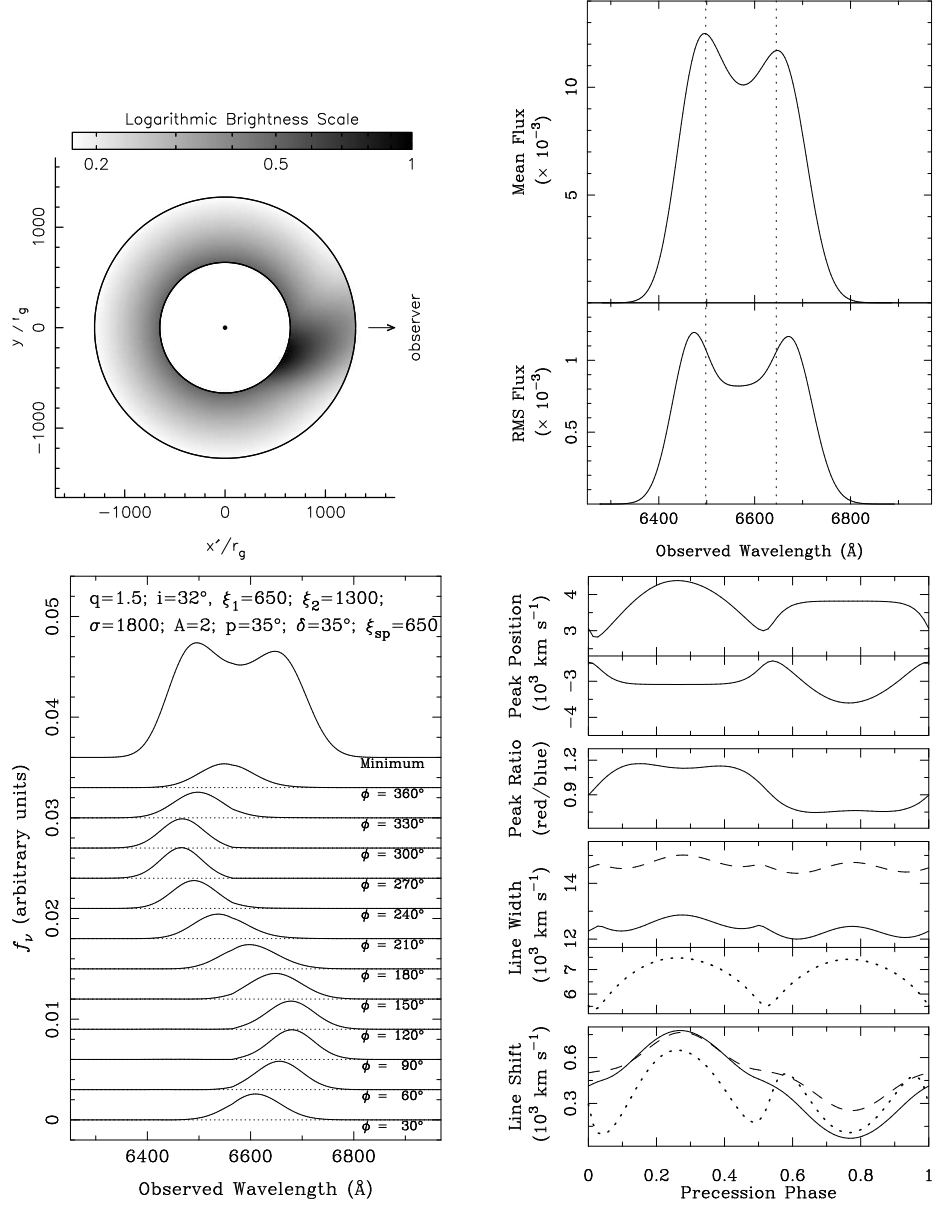 Logarithmic Brightness Scale
0.2 0.5 1
y/r_g
1000
0
−1000
observer
−1000 0 1000
x′/r_g
Mean Flux
(× 10⁻³)
10
5
RMS Flux
(× 10⁻³)
1
0.5
6400 6600 6800
Observed Wavelength (Å)
q=1.5; i=32°, ξ₁=650; ξ₂=1300;
σ=1800; A=2; p=35°; δ=35°; ξ_sp=650
f_ν (arbitrary units)
0.05
0.04
0.03
0.02
0.01
0
Minimum
ϕ = 360°
ϕ = 330°
ϕ = 300°
ϕ = 270°
ϕ = 240°
ϕ = 210°
ϕ = 180°
ϕ = 150°
ϕ = 120°
ϕ = 90°
ϕ = 60°
ϕ = 30°
6400 6600 6800
Observed Wavelength (Å)
Peak Position
(10³ km s⁻¹)
4
3
−3
−4
Peak Ratio
(red/blue)
1.2
0.9
Line Width
(10³ km s⁻¹)
14
12
7
6
Line Shift
(10³ km s⁻¹)
0.6
0.3
0 0.2 0.4 0.6 0.8 1
Precession Phase